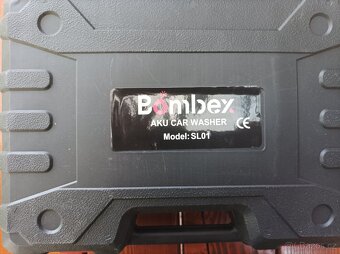 Bombex
AKU CAR WASHER
Model: SL01 CE